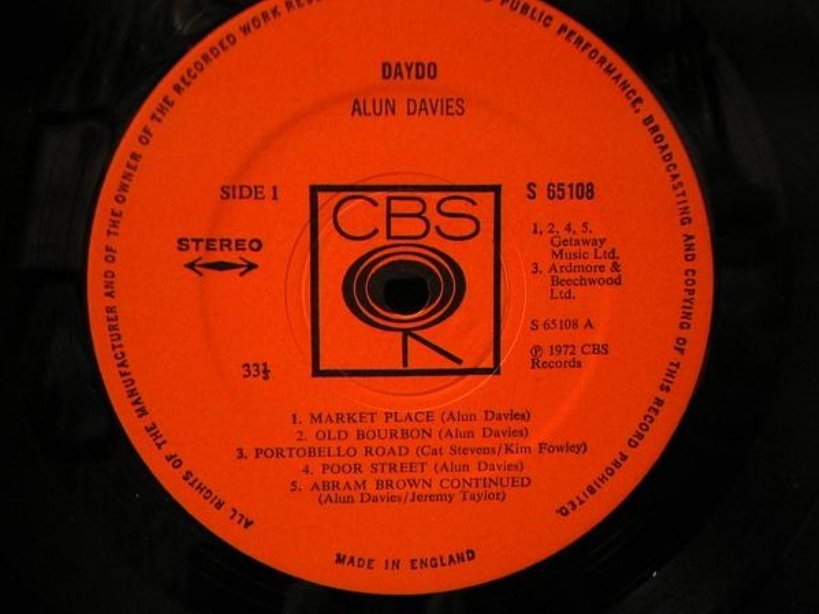 ALL RIGHTS OF THE MANUFACTURER AND OF THE OWNER OF THE RECORDED WORK
PUBLIC PERFORMANCE, BROADCASTING AND COPYING OF THIS RECORD PROHIBITED.
DAYDO
ALUN DAVIES
SIDE 1
STEREO
33⅓
CBS
S 65108
1, 2, 4, 5.
Getaway
Music Ltd.
3. Ardmore &
Beechwood
Ltd.
S 65108 A
℗ 1972 CBS
Records
1. MARKET PLACE (Alun Davies)
2. OLD BOURBON (Alun Davies)
3. PORTOBELLO ROAD (Cat Stevens/Kim Fowley)
4. POOR STREET (Alun Davies)
5. ABRAM BROWN CONTINUED
(Alun Davies/Jeremy Taylor)
MADE IN ENGLAND